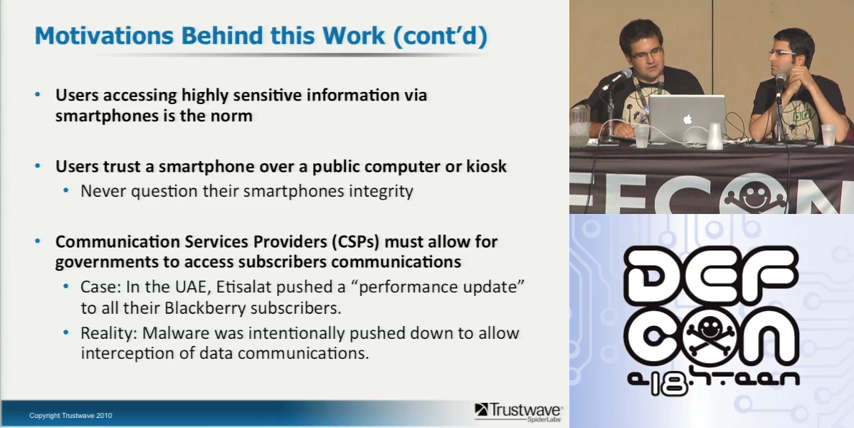 Motivations Behind this Work (cont’d)
• Users accessing highly sensitive information via
smartphones is the norm
• Users trust a smartphone over a public computer or kiosk
• Never question their smartphones integrity
• Communication Services Providers (CSPs) must allow for
governments to access subscribers communications
• Case: In the UAE, Etisalat pushed a “performance update”
to all their Blackberry subscribers.
• Reality: Malware was intentionally pushed down to allow
interception of data communications.
Copyright Trustwave 2010
Trustwave®
SpiderLabs®
FECON
DEF
CON
e18h-teen